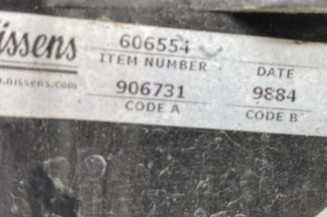 issens
606554
ITEM NUMBER
DATE
w.nissens.com
906731
9884
CODE A
CODE B